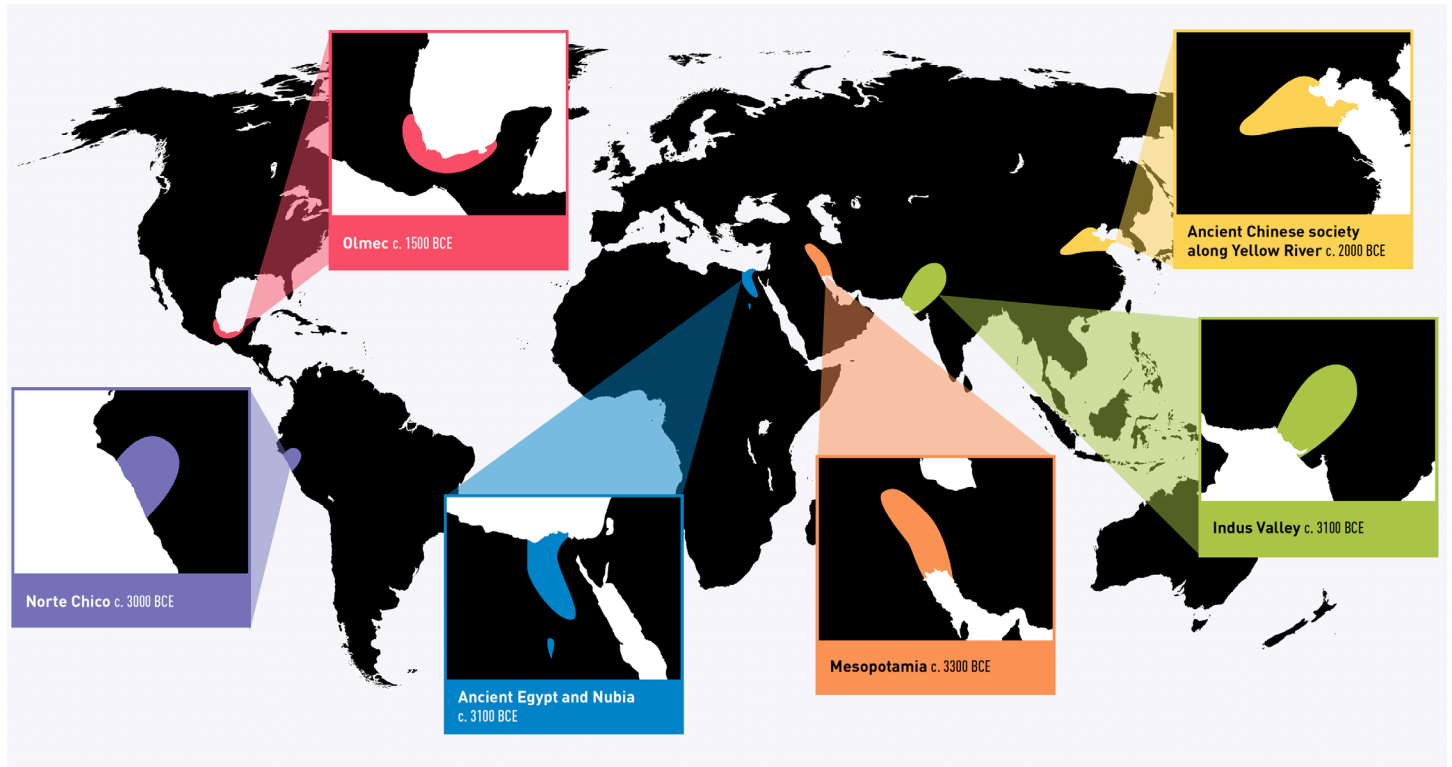 Olmec c. 1500 BCE
Ancient Chinese society
along Yellow River c. 2000 BCE
Norte Chico c. 3000 BCE
Ancient Egypt and Nubia
c. 3100 BCE
Mesopotamia c. 3300 BCE
Indus Valley c. 3100 BCE